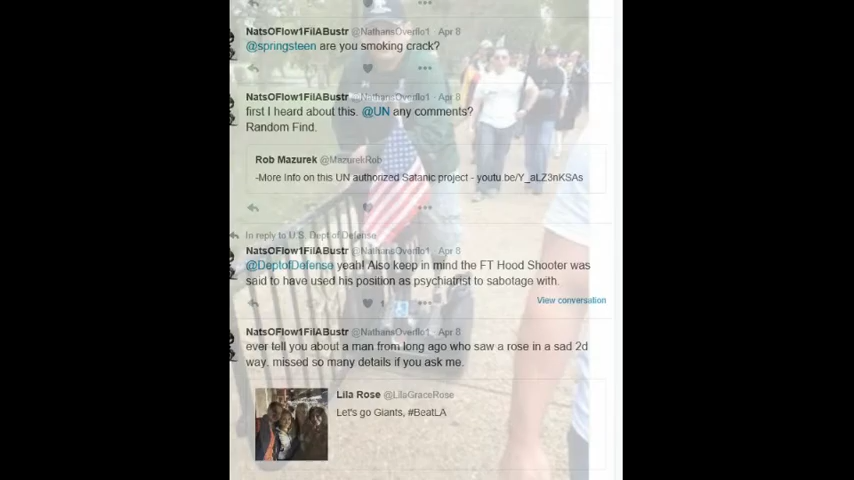 NatsOFlow1FilABustr @NathansOverflo1 · Apr 8
@springsteen are you smoking crack?
NatsOFlow1FilABustr @NathansOverflo1 · Apr 8
first I heard about this. @UN any comments?
Random Find.
Rob Mazurek @MazurekRob
-More Info on this UN authorized Satanic project - youtu.be/Y_aLZ3nKSAs
In reply to U.S. Dept of Defense
NatsOFlow1FilABustr @NathansOverflo1 · Apr 8
@DeptofDefense yeah! Also keep in mind the FT Hood Shooter was
said to have used his position as psychiatrist to sabotage with.
1
View conversation
NatsOFlow1FilABustr @NathansOverflo1 · Apr 8
ever tell you about a man from long ago who saw a rose in a sad 2d
way. missed so many details if you ask me.
Lila Rose @LilaGraceRose
Let's go Giants, #BeatLA